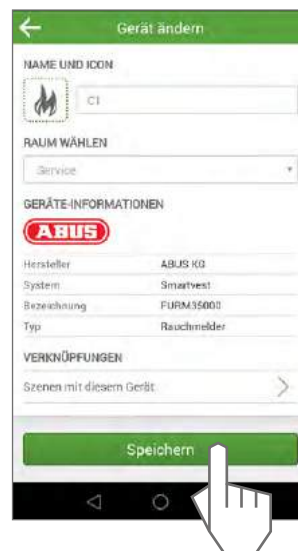 Gerät ändern
NAME UND ICON
C1
RAUM WÄHLEN
Service
GERÄTE-INFORMATIONEN
ABUS
Hersteller ABUS KG
System Smartvest
Bezeichnung FURM35000
Typ Rauchmelder
VERKNÜPFUNGEN
Szenen mit diesem Gerät
Speichern